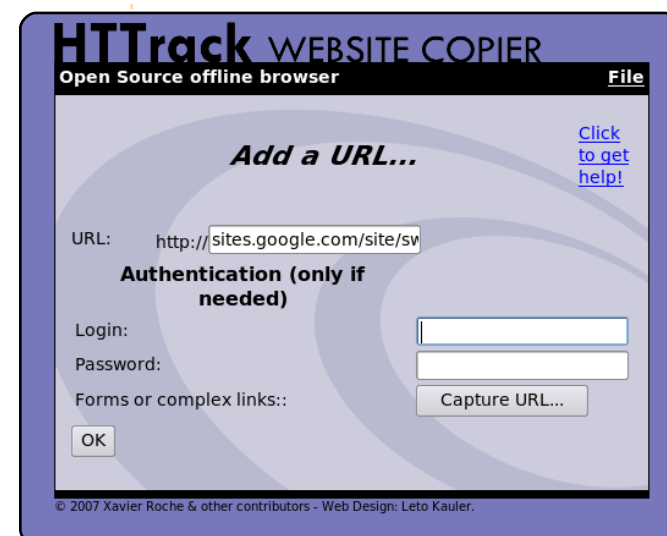 HTTrack WEBSITE COPIER
Open Source offline browser File
Add a URL...
Click
to get
help!
URL: http:// sites.google.com/site/sw
Authentication (only if
needed)
Login:
Password:
Forms or complex links:: Capture URL...
OK
© 2007 Xavier Roche & other contributors - Web Design: Leto Kauler.